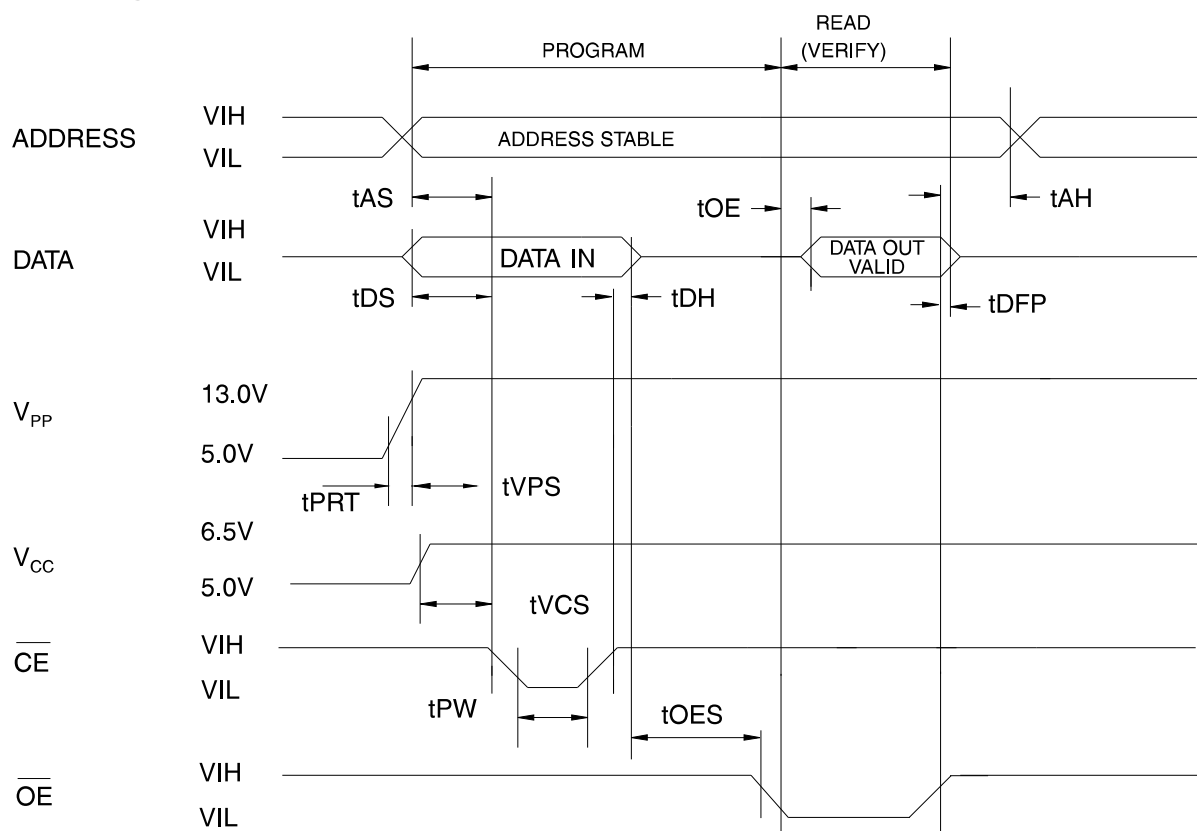 READ
PROGRAM (VERIFY)
VIH
ADDRESS ADDRESS STABLE
VIL
tAS tOE tAH
VIH
DATA DATA IN DATA OUT
VIL VALID
tDS tDH tDFP
13.0V
VPP
5.0V
tPRT tVPS
6.5V
VCC
5.0V
tVCS
VIH
CE
VIL
tPW tOES
VIH
OE
VIL